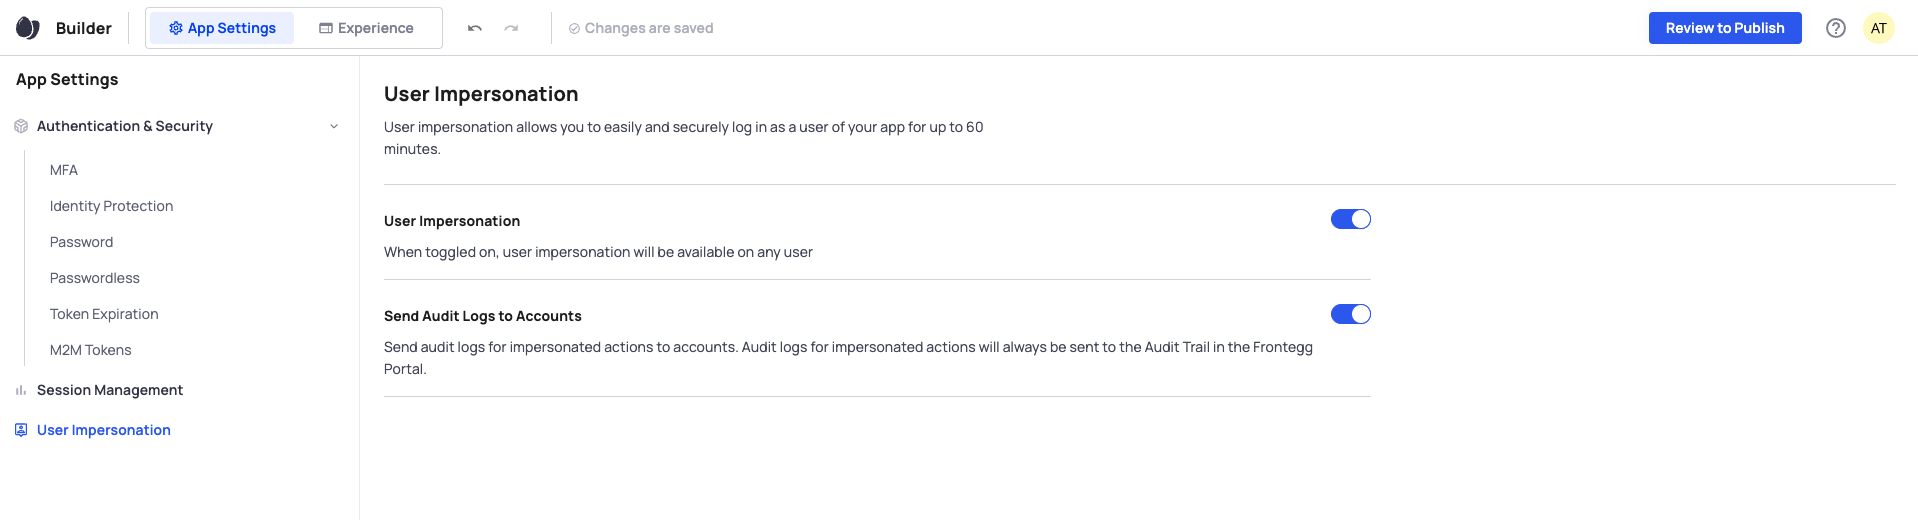 Builder
App Settings
Experience
Changes are saved
Review to Publish
AT
App Settings
Authentication & Security
MFA
Identity Protection
Password
Passwordless
Token Expiration
M2M Tokens
Session Management
User Impersonation
User Impersonation
User impersonation allows you to easily and securely log in as a user of your app for up to 60
minutes.
User Impersonation
When toggled on, user impersonation will be available on any user
Send Audit Logs to Accounts
Send audit logs for impersonated actions to accounts. Audit logs for impersonated actions will always be sent to the Audit Trail in the Frontegg
Portal.